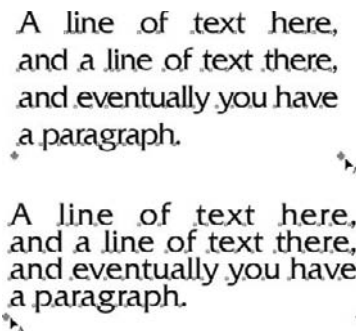 A line of text here,
and a line of text there,
and eventually you have
a paragraph.
A line of text here,
and a line of text there,
and eventually you have
a paragraph.